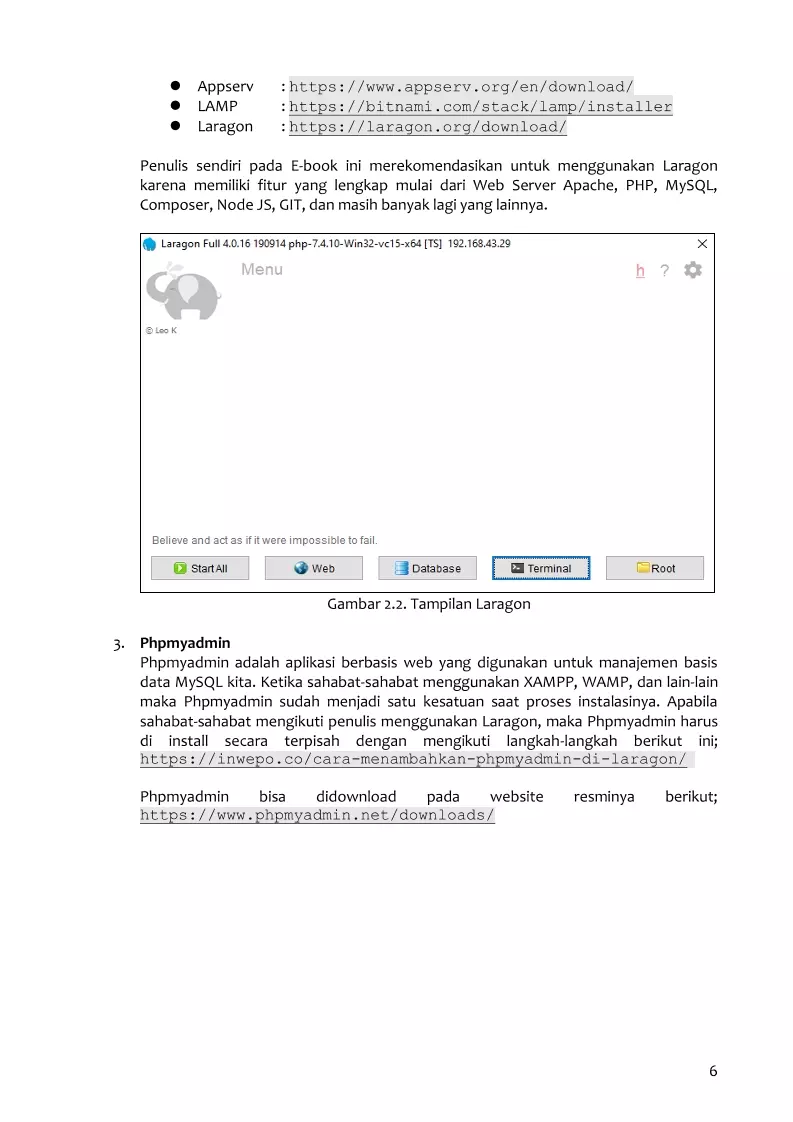 ● Appserv : https://www.appserv.org/en/download/
● LAMP : https://bitnami.com/stack/lamp/installer
● Laragon : https://laragon.org/download/
Penulis sendiri pada E-book ini merekomendasikan untuk menggunakan Laragon
karena memiliki fitur yang lengkap mulai dari Web Server Apache, PHP, MySQL,
Composer, Node JS, GIT, dan masih banyak lagi yang lainnya.
Laragon Full 4.0.16 190914 php-7.4.10-Win32-vc15-x64 [TS] 192.168.43.29
Menu h ?
© Leo K
Believe and act as if it were impossible to fail.
Start All Web Database Terminal Root
Gambar 2.2. Tampilan Laragon
3. Phpmyadmin
Phpmyadmin adalah aplikasi berbasis web yang digunakan untuk manajemen basis
data MySQL kita. Ketika sahabat-sahabat menggunakan XAMPP, WAMP, dan lain-lain
maka Phpmyadmin sudah menjadi satu kesatuan saat proses instalasinya. Apabila
sahabat-sahabat mengikuti penulis menggunakan Laragon, maka Phpmyadmin harus
di install secara terpisah dengan mengikuti langkah-langkah berikut ini;
https://inwepo.co/cara-menambahkan-phpmyadmin-di-laragon/
Phpmyadmin bisa didownload pada website resminya berikut;
https://www.phpmyadmin.net/downloads/
6